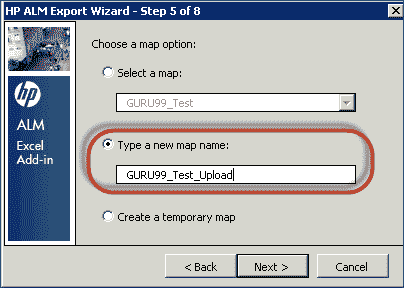 HP ALM Export Wizard - Step 5 of 8
Choose a map option:
Select a map:
GURU99_Test
Type a new map name:
GURU99_Test_Upload
Create a temporary map
hp
ALM
Excel
Add-in
< Back
Next >
Cancel